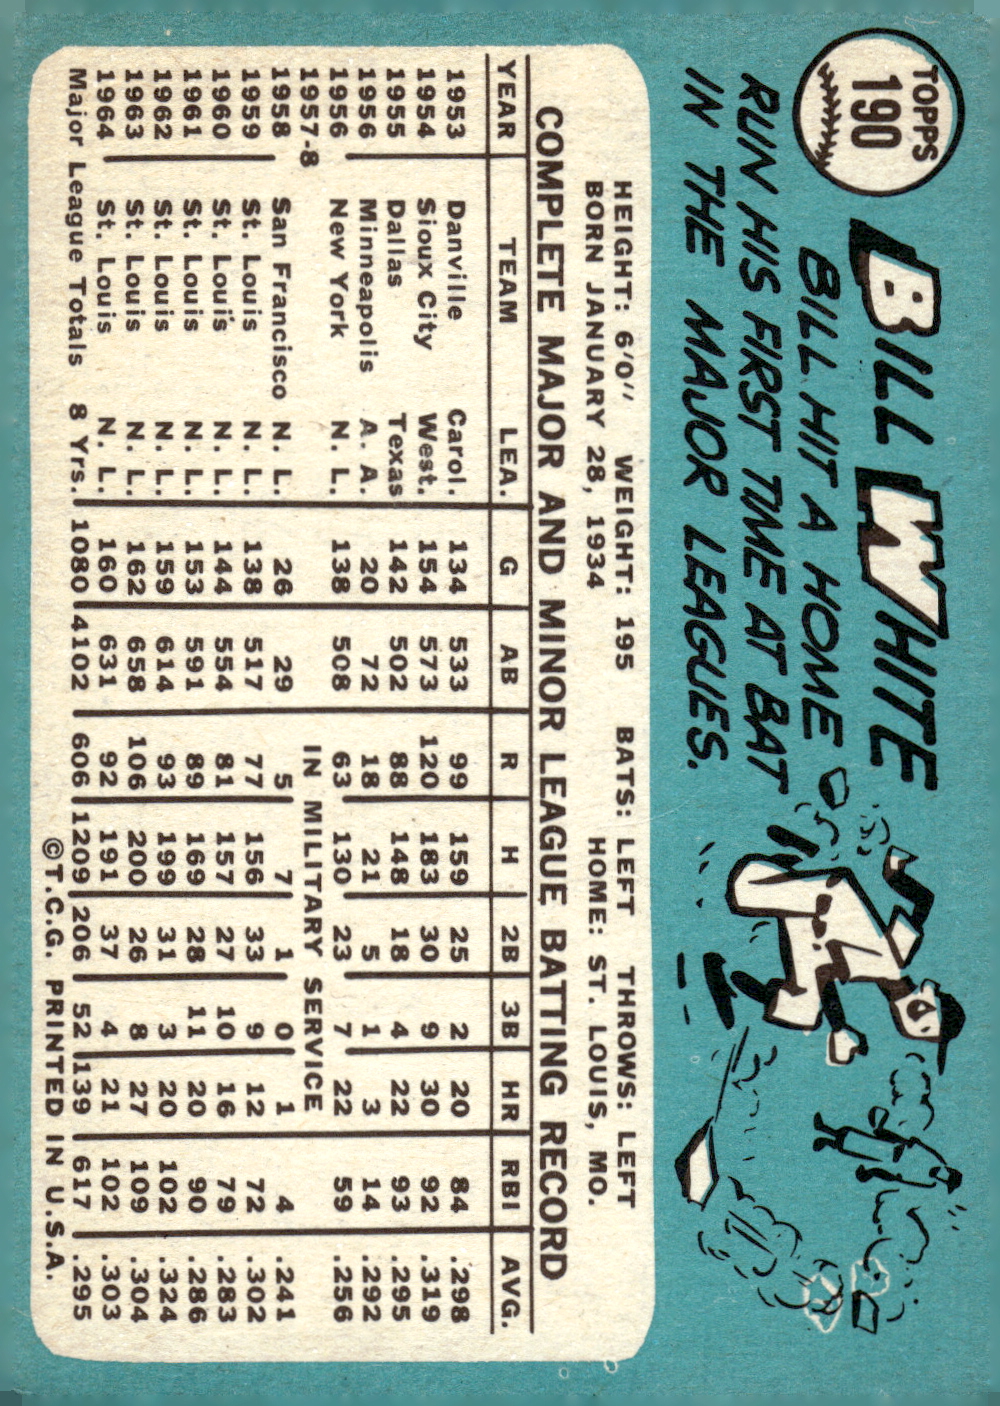 TOPPS
190
BILL WHITE
BILL HIT A HOME
RUN HIS FIRST TIME AT BAT
IN THE MAJOR LEAGUES.
HEIGHT: 6'0" WEIGHT: 195 BATS: LEFT THROWS: LEFT
BORN JANUARY 28, 1934 HOME: ST. LOUIS, MO.
COMPLETE MAJOR AND MINOR LEAGUE BATTING RECORD
YEAR TEAM LEA. G AB R H 2B 3B HR RBI AVG.
1953 Danville Carol. 134 533 99 159 25 2 20 84 .298
1954 Sioux City West. 154 573 120 183 30 9 30 92 .319
1955 Dallas Texas 142 502 88 148 18 4 22 93 .295
1956 Minneapolis A. A. 20 72 18 21 5 1 3 14 .292
1956 New York N. L. 138 508 63 130 23 7 22 59 .256
1957-8 IN MILITARY SERVICE
1958 San Francisco N. L. 26 29 5 7 1 0 1 4 .241
1959 St. Louis N. L. 138 517 77 156 33 9 12 72 .302
1960 St. Louis N. L. 144 554 81 157 27 10 16 79 .283
1961 St. Louis N. L. 153 591 89 169 28 11 20 90 .286
1962 St. Louis N. L. 159 614 93 199 31 3 20 102 .324
1963 St. Louis N. L. 162 658 106 200 26 8 27 109 .304
1964 St. Louis N. L. 160 631 92 191 37 4 21 102 .303
Major League Totals 8 Yrs. 1080 4102 606 1209 206 52 139 617 .295
©T.C.G. PRINTED IN U.S.A.